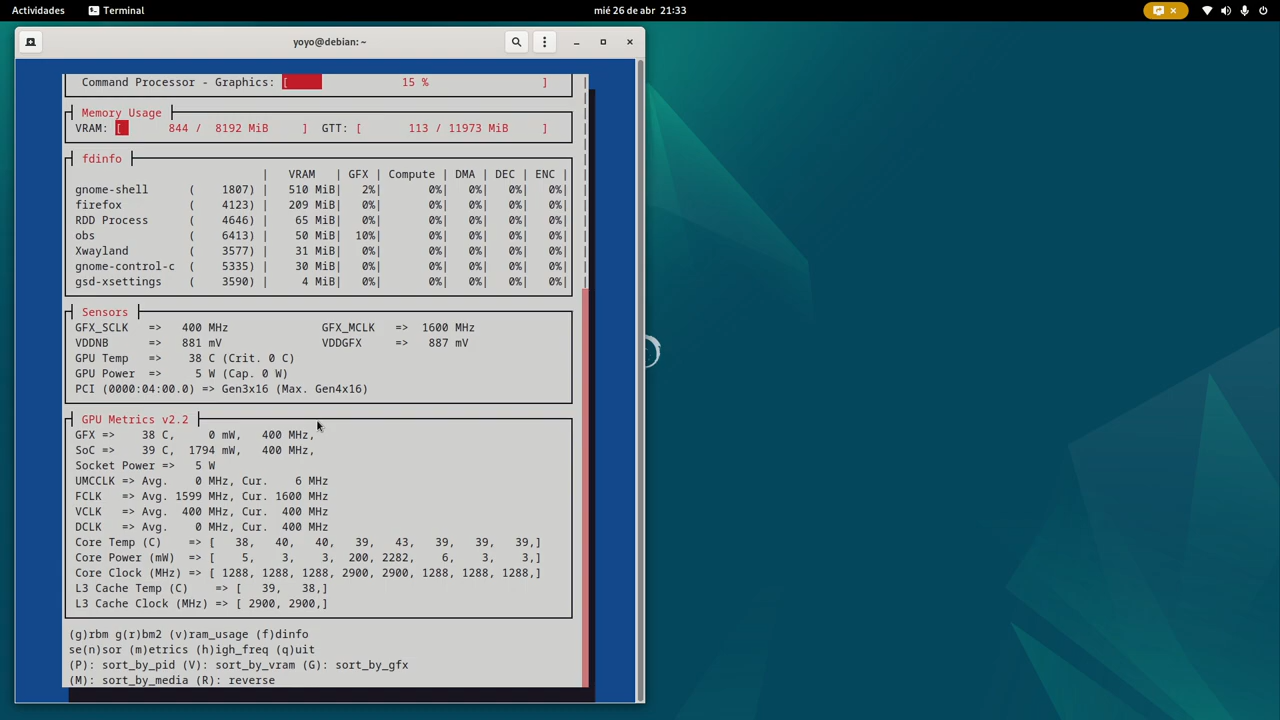 Actividades Terminal mié 26 de abr 21:33
yoyo@debian: ~
Command Processor - Graphics: [ 15 % ]
Memory Usage
VRAM: [ 844 / 8192 MiB ] GTT: [ 113 / 11973 MiB ]
fdinfo
| VRAM | GFX | Compute | DMA | DEC | ENC |
gnome-shell ( 1807) | 510 MiB| 2%| 0%| 0%| 0%| 0%|
firefox ( 4123) | 209 MiB| 0%| 0%| 0%| 0%| 0%|
RDD Process ( 4646) | 65 MiB| 0%| 0%| 0%| 0%| 0%|
obs ( 6413) | 50 MiB| 10%| 0%| 0%| 0%| 0%|
Xwayland ( 3577) | 31 MiB| 0%| 0%| 0%| 0%| 0%|
gnome-control-c ( 5335) | 30 MiB| 0%| 0%| 0%| 0%| 0%|
gsd-xsettings ( 3590) | 4 MiB| 0%| 0%| 0%| 0%| 0%|
Sensors
GFX_SCLK => 400 MHz GFX_MCLK => 1600 MHz
VDDNB => 881 mV VDDGFX => 887 mV
GPU Temp => 38 C (Crit. 0 C)
GPU Power => 5 W (Cap. 0 W)
PCI (0000:04:00.0) => Gen3x16 (Max. Gen4x16)
GPU Metrics v2.2
GFX => 38 C, 0 mW, 400 MHz,
SoC => 39 C, 1794 mW, 400 MHz,
Socket Power => 5 W
UMCCLK => Avg. 0 MHz, Cur. 6 MHz
FCLK => Avg. 1599 MHz, Cur. 1600 MHz
VCLK => Avg. 400 MHz, Cur. 400 MHz
DCLK => Avg. 0 MHz, Cur. 400 MHz
Core Temp (C) => [ 38, 40, 40, 39, 43, 39, 39, 39,]
Core Power (mW) => [ 5, 3, 3, 200, 2282, 6, 3, 3,]
Core Clock (MHz) => [ 1288, 1288, 1288, 2900, 2900, 1288, 1288, 1288,]
L3 Cache Temp (C) => [ 39, 38,]
L3 Cache Clock (MHz) => [ 2900, 2900,]
(g)rbm g(r)bm2 (v)ram_usage (f)dinfo
se(n)sor (m)etrics (h)igh_freq (q)uit
(P): sort_by_pid (V): sort_by_vram (G): sort_by_gfx
(M): sort_by_media (R): reverse